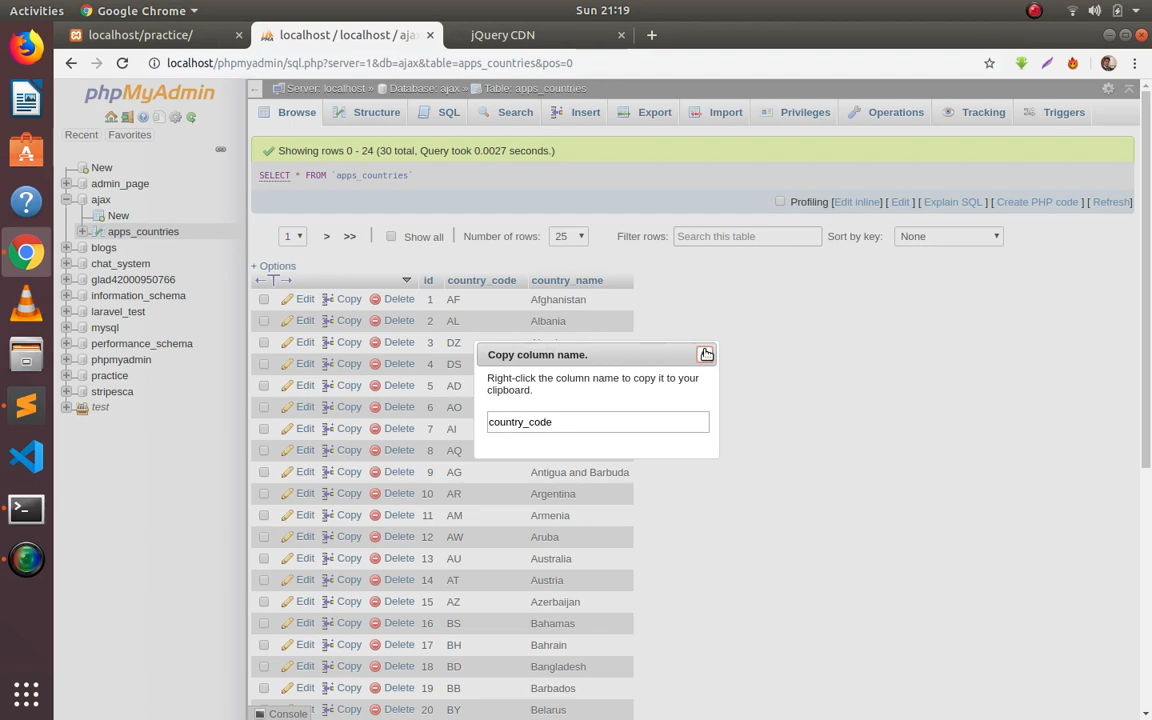 Activities Google Chrome Sun 21:19
localhost/practice/ localhost / localhost / aja jQuery CDN
localhost/phpmyadmin/sql.php?server=1&db=ajax&table=apps_countries&pos=0
phpMyAdmin
Recent Favorites
New
admin_page
ajax
New
apps_countries
blogs
chat_system
glad42000950766
information_schema
laravel_test
mysql
performance_schema
phpmyadmin
practice
stripesca
test
Server: localhost » Database: ajax » Table: apps_countries
Browse Structure SQL Search Insert Export Import Privileges Operations Tracking Triggers
Showing rows 0 - 24 (30 total, Query took 0.0027 seconds.)
SELECT * FROM `apps_countries`
Profiling [Edit inline] [ Edit ] [ Explain SQL ] [ Create PHP code ] [ Refresh]
1 > >> Show all Number of rows: 25 Filter rows: Search this table Sort by key: None
+ Options
←T→ id country_code country_name
Edit Copy Delete 1 AF Afghanistan
Edit Copy Delete 2 AL Albania
Edit Copy Delete 3 DZ
Edit Copy Delete 4 DS
Edit Copy Delete 5 AD
Edit Copy Delete 6 AO
Edit Copy Delete 7 AI
Edit Copy Delete 8 AQ
Edit Copy Delete 9 AG Antigua and Barbuda
Edit Copy Delete 10 AR Argentina
Edit Copy Delete 11 AM Armenia
Edit Copy Delete 12 AW Aruba
Edit Copy Delete 13 AU Australia
Edit Copy Delete 14 AT Austria
Edit Copy Delete 15 AZ Azerbaijan
Edit Copy Delete 16 BS Bahamas
Edit Copy Delete 17 BH Bahrain
Edit Copy Delete 18 BD Bangladesh
Edit Copy Delete 19 BB Barbados
Edit Copy Delete 20 BY Belarus
Copy column name.
Right-click the column name to copy it to your
clipboard.
country_code
Console